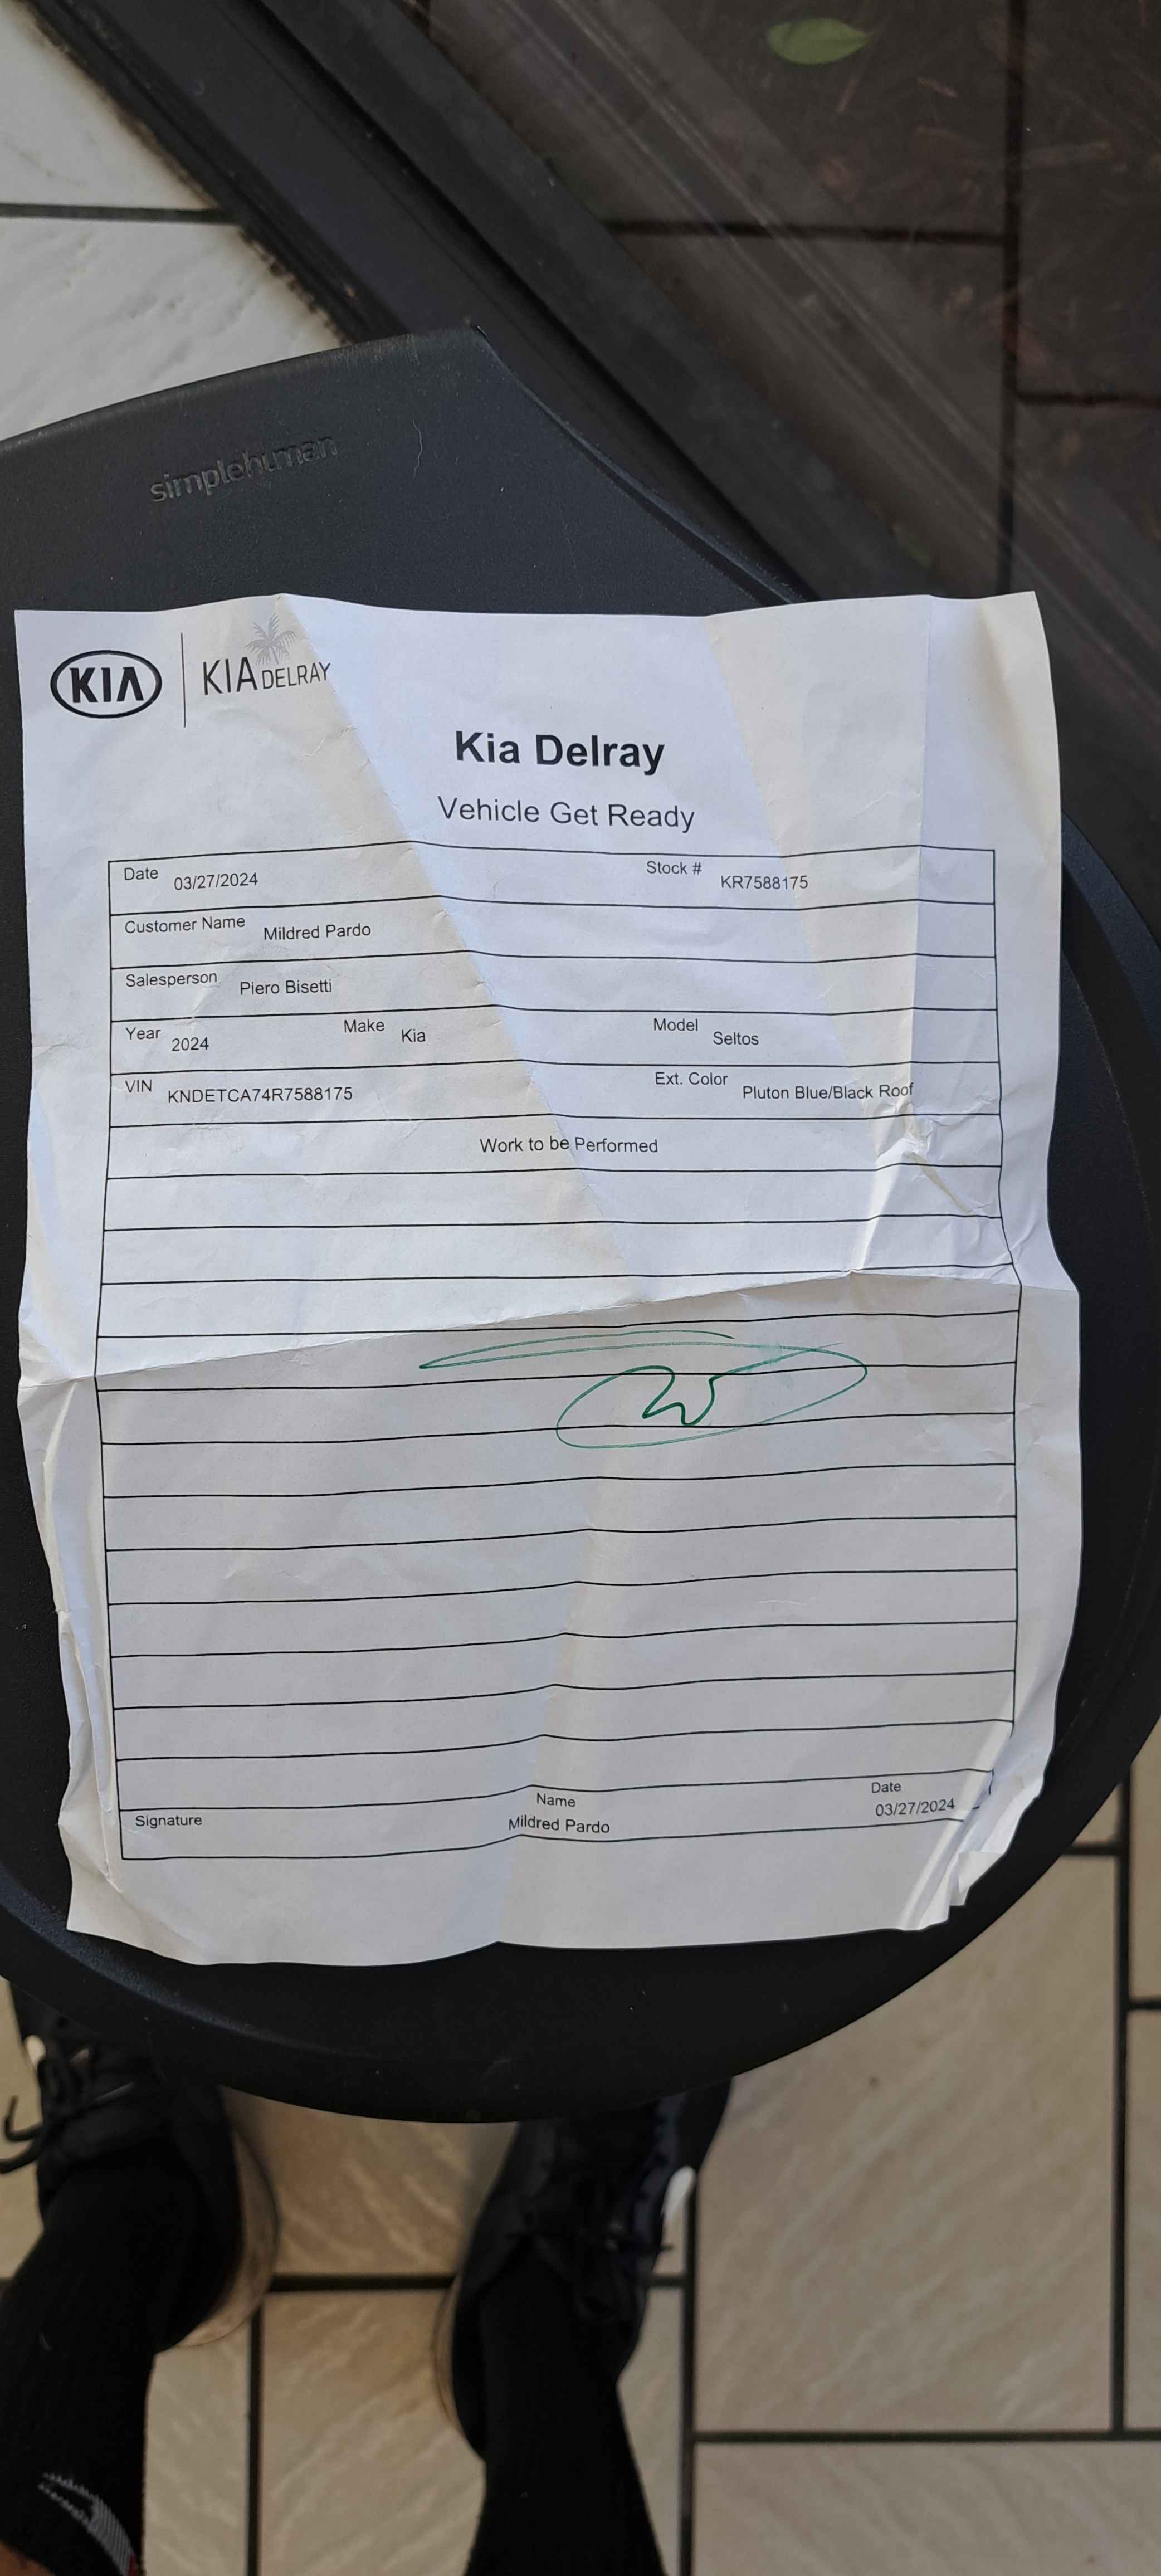 simplehuman
KIA KIA DELRAY
Kia Delray
Vehicle Get Ready
Date 03/27/2024 Stock # KR7588175
Customer Name Mildred Pardo
Salesperson Piero Bisetti
Year 2024 Make Kia Model Seltos
VIN KNDETCA74R7588175 Ext. Color Pluton Blue/Black Roof
Work to be Performed
Signature Name Date
Mildred Pardo 03/27/2024